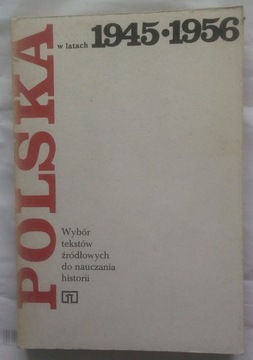 POLSKA
w latach 1945·1956
Wybór
tekstów
źródłowych
do nauczania
historii